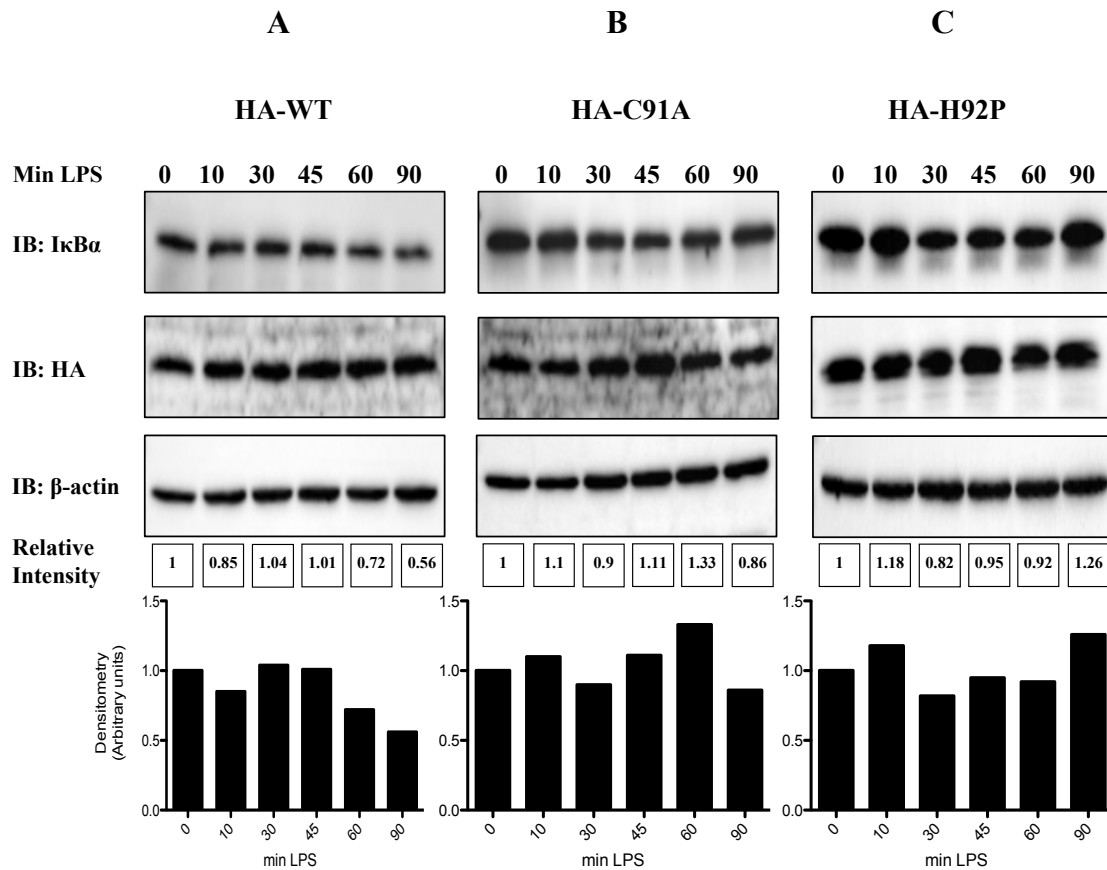 A B C
HA-WT HA-C91A HA-H92P
Min LPS 0 10 30 45 60 90 0 10 30 45 60 90 0 10 30 45 60 90
IB: IκBα
IB: HA
IB: β-actin
Relative
Intensity
1 0.85 1.04 1.01 0.72 0.56 1 1.1 0.9 1.11 1.33 0.86 1 1.18 0.82 0.95 0.92 1.26
Densitometry
(Arbitrary units)
1.5
1.0
0.5
0.0
0 10 30 45 60 90
min LPS
1.5
1.0
0.5
0.0
0 10 30 45 60 90
min LPS
1.5
1.0
0.5
0.0
0 10 30 45 60 90
min LPS